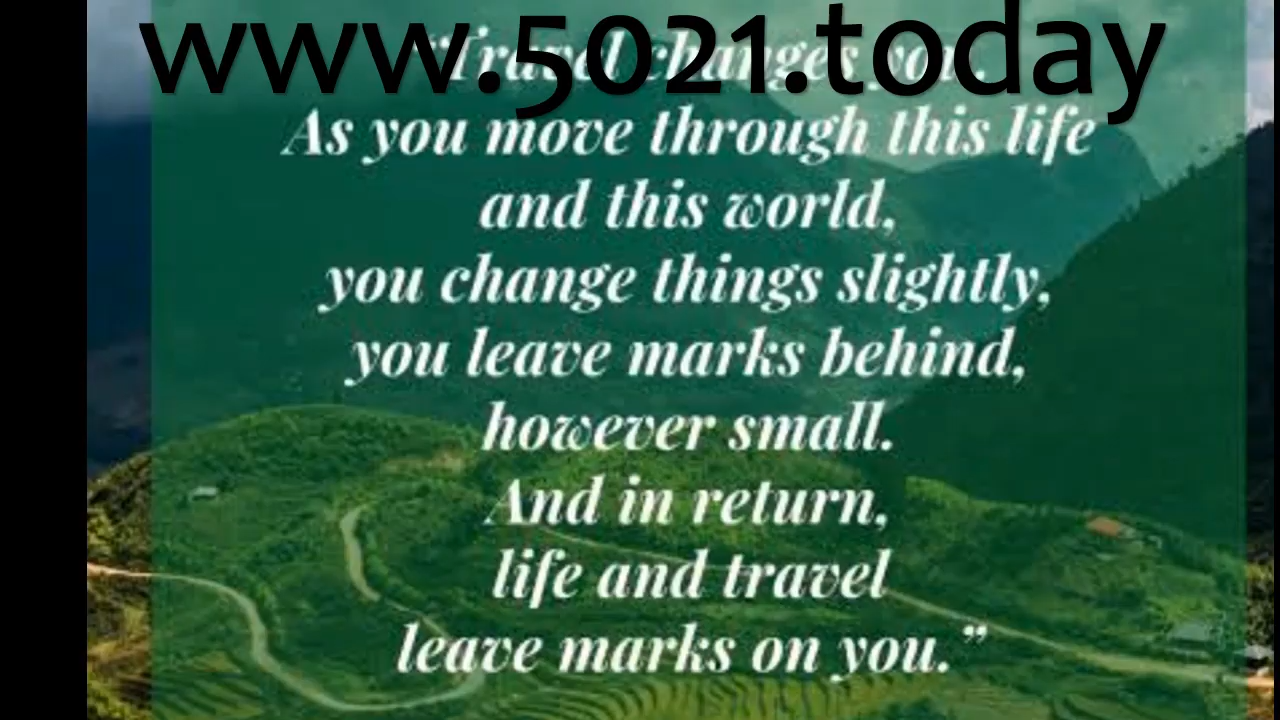 www.5021.today
“Travel changes you.
As you move through this life
and this world,
you change things slightly,
you leave marks behind,
however small.
And in return,
life and travel
leave marks on you.”